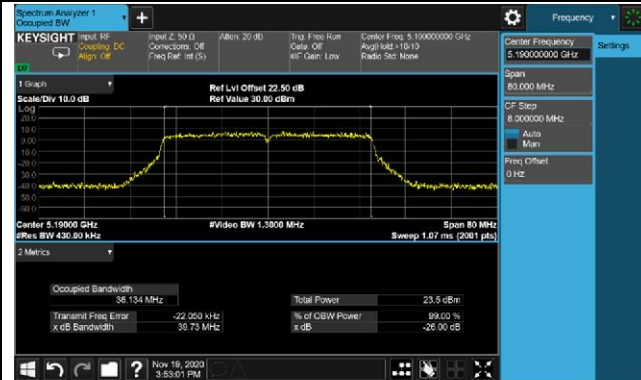 Spectrum Analyzer 1
Occupied BW
+
Frequency
KEYSIGHT
Input: RF
Coupling: DC
Align: Off
Input Z: 50 Ω
Corrections: Off
Freq Ref: Int (S)
Atten: 20 dB
Trig: Free Run
Gate: Off
#IF Gain: Low
Center Freq: 5.190000000 GHz
Avg|Hold:>10/10
Radio Std: None
Center Frequency
5.190000000 GHz
Settings
Span
80.000 MHz
CF Step
8.000000 MHz
Auto
Man
Freq Offset
0 Hz
1 Graph
Scale/Div 10.0 dB
Ref Lvl Offset 22.50 dB
Ref Value 30.00 dBm
Log
20.0
10.0
0.00
-10.0
-20.0
-30.0
-40.0
-50.0
-60.0
Center 5.19000 GHz
#Video BW 1.3000 MHz
Span 80 MHz
#Res BW 430.00 kHz
Sweep 1.07 ms (2001 pts)
2 Metrics
Occupied Bandwidth
36.134 MHz
Total Power
23.5 dBm
Transmit Freq Error
-22.050 kHz
% of OBW Power
99.00 %
x dB Bandwidth
39.73 MHz
x dB
-26.00 dB
?
Nov 19, 2020
3:53:01 PM